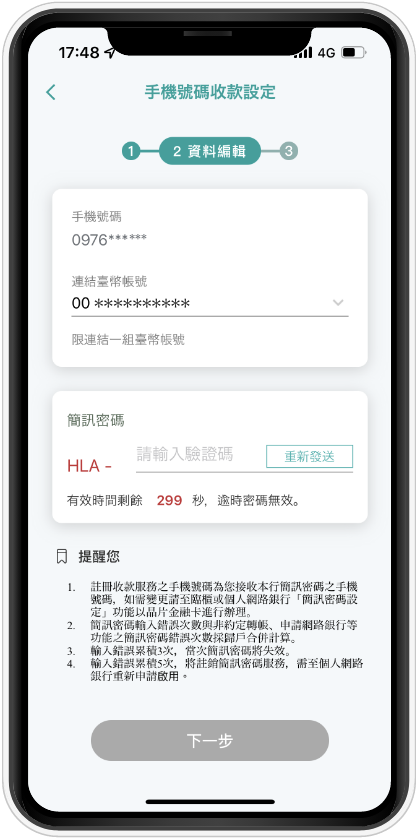 17:48 4G
手機號碼收款設定
1 2 資料編輯 3
手機號碼
0976******
連結臺幣帳號
00 **********
限連結一組臺幣帳號
簡訊密碼
HLA - 請輸入驗證碼 重新發送
有效時間剩餘 299 秒，逾時密碼無效。
提醒您
1. 註冊收款服務之手機號碼為您接收本行簡訊密碼之手機
號碼，如需變更請至臨櫃或個人網路銀行「簡訊密碼設
定」功能以晶片金融卡進行辦理。
2. 簡訊密碼輸入錯誤次數與非約定轉帳、申請網路銀行等
功能之簡訊密碼錯誤次數採歸戶合併計算。
3. 輸入錯誤累積3次，當次簡訊密碼將失效。
4. 輸入錯誤累積5次，將註銷簡訊密碼服務，需至個人網路
銀行重新申請啟用。
下一步